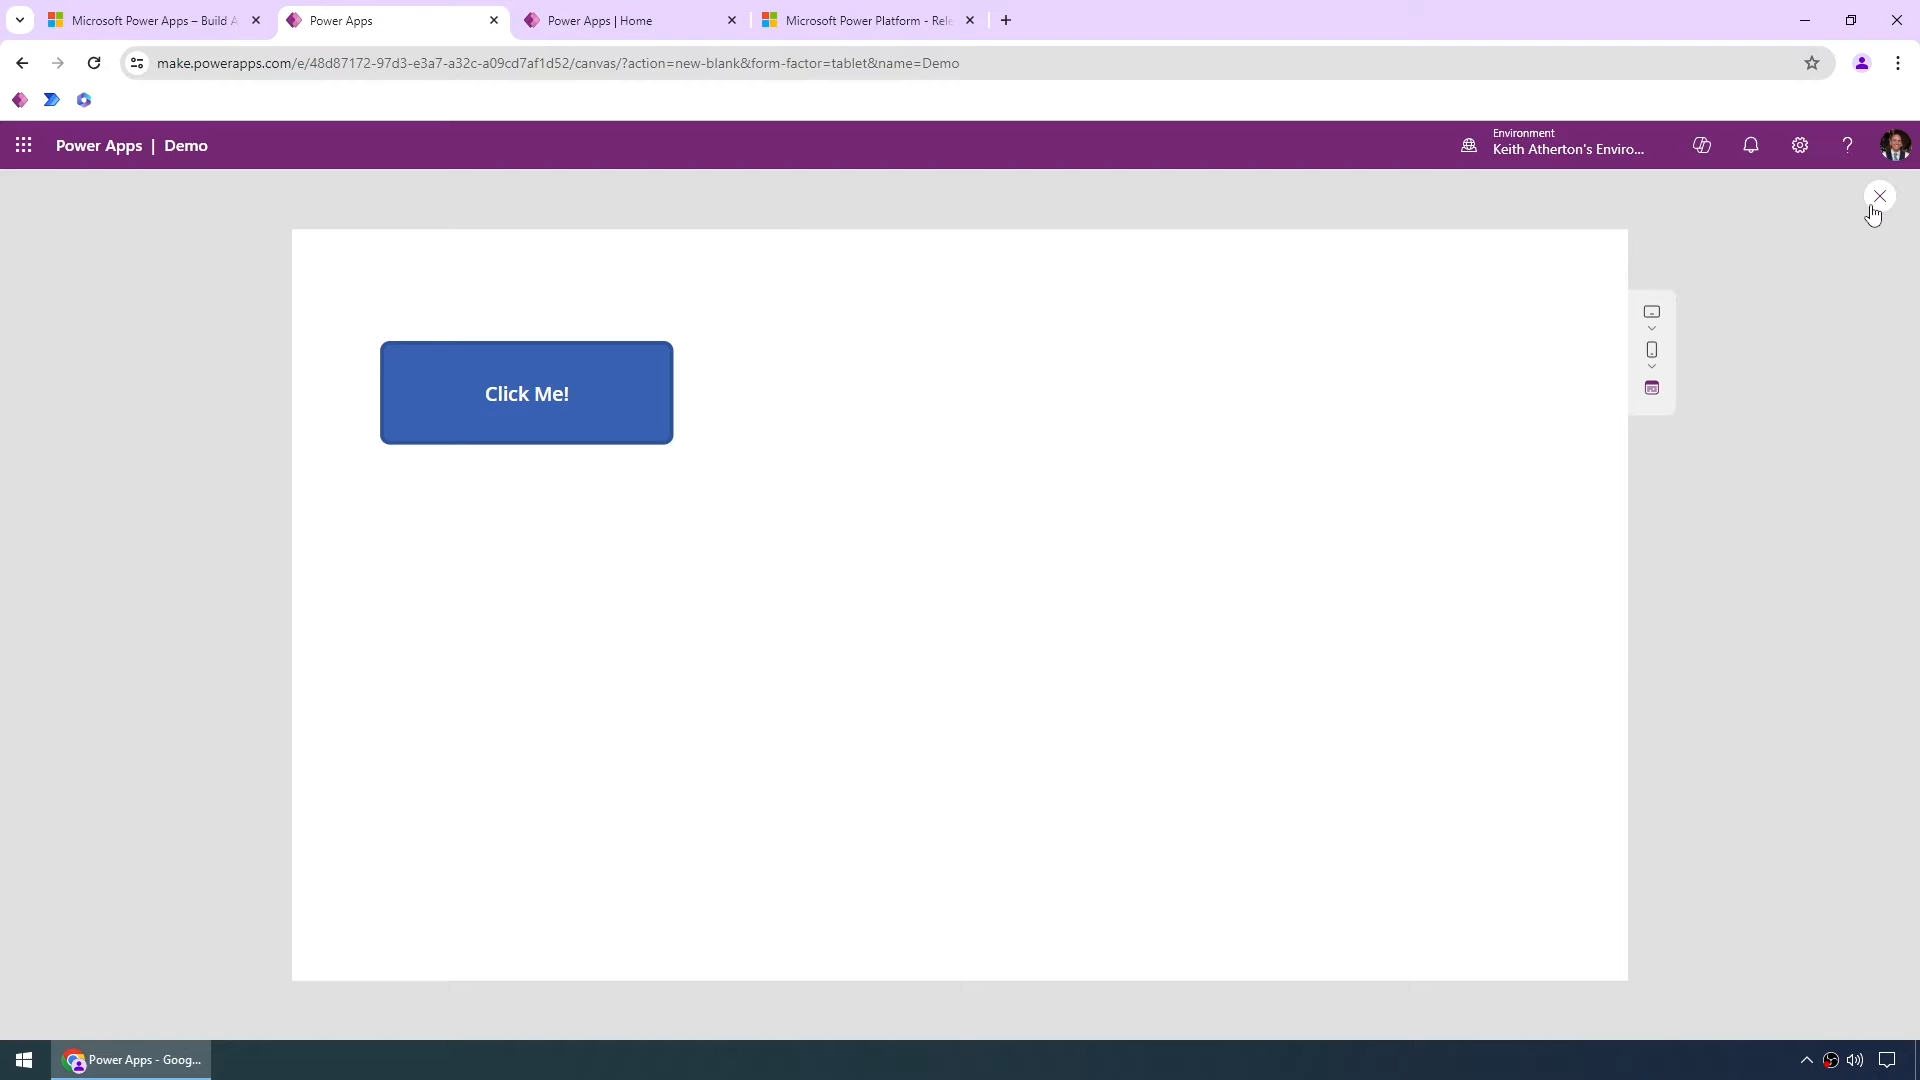 Microsoft Power Apps – Build A
Power Apps
Power Apps | Home
Microsoft Power Platform - Rele
make.powerapps.com/e/48d87172-97d3-e3a7-a32c-a09cd7af1d52/canvas/?action=new-blank&form-factor=tablet&name=Demo
Power Apps | Demo
Environment
Keith Atherton's Enviro...
Click Me!
Power Apps - Goog...